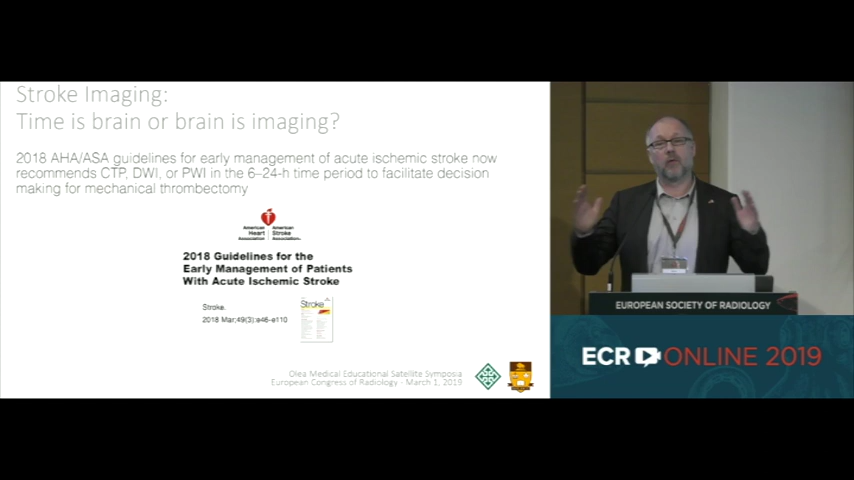 Stroke Imaging:
Time is brain or brain is imaging?
2018 AHA/ASA guidelines for early management of acute ischemic stroke now
recommends CTP, DWI, or PWI in the 6–24-h time period to facilitate decision
making for mechanical thrombectomy
American Heart Association
American Stroke Association
2018 Guidelines for the
Early Management of Patients
With Acute Ischemic Stroke
Stroke.
2018 Mar;49(3):e46-e110
Stroke
Olea Medical Educational Satellite Symposia
European Congress of Radiology - March 1, 2019
EUROPEAN SOCIETY OF RADIOLOGY
ECR ONLINE 2019